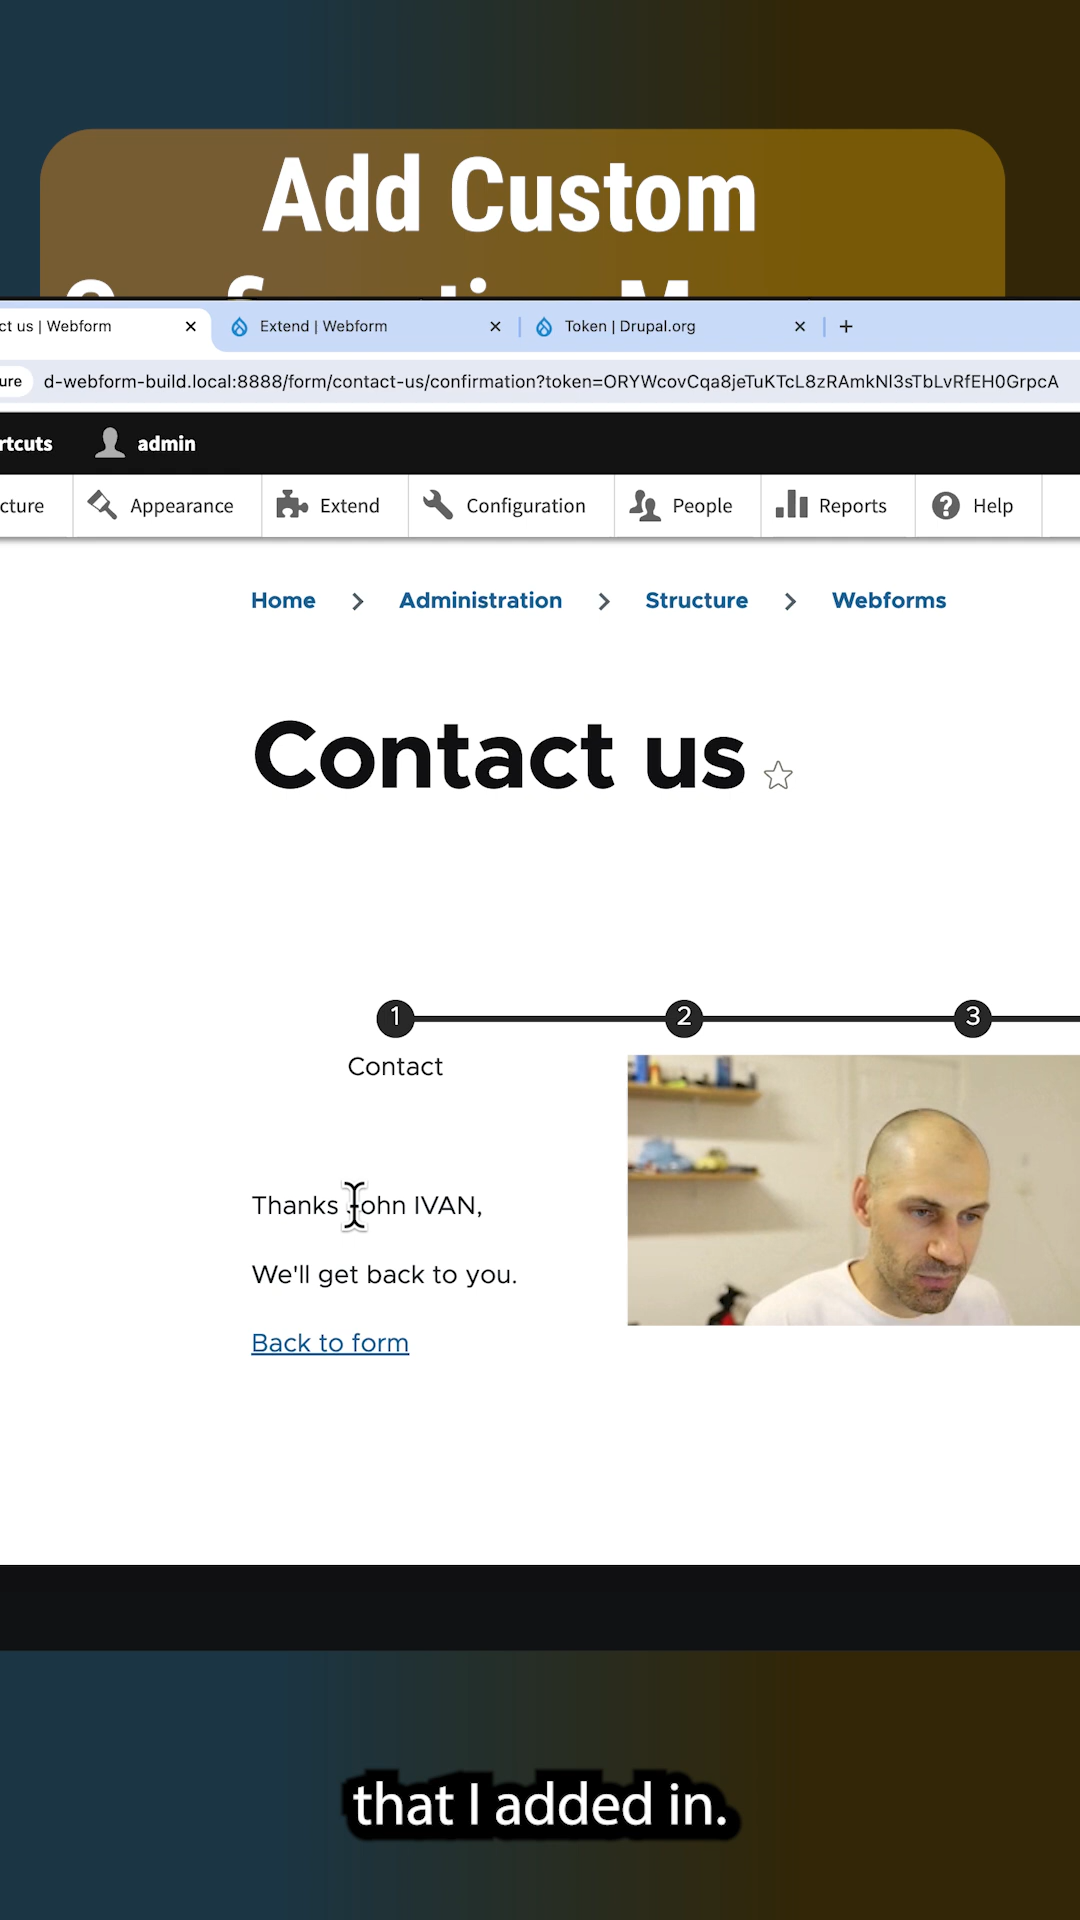 Add Custom
ct us | Webform
Extend | Webform
Token | Drupal.org
ure
d-webform-build.local:8888/form/contact-us/confirmation?token=ORYWcovCqa8jeTuKTcL8zRAmkNI3sTbLvRfEH0GrpcA
rtcuts
admin
cture
Appearance
Extend
Configuration
People
Reports
Help
Home > Administration > Structure > Webforms
Contact us
1 2 3
Contact
Thanks John IVAN,
We'll get back to you.
Back to form
that I added in.